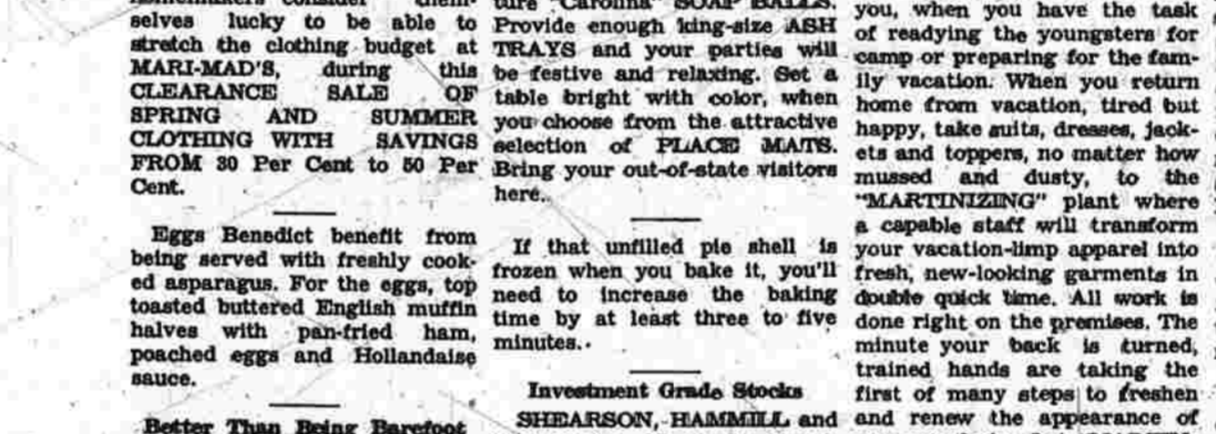 selves lucky to be able to
stretch the clothing budget at
MARI-MAD'S, during this
CLEARANCE SALE OF
SPRING AND SUMMER
CLOTHING WITH SAVINGS
FROM 30 Per Cent to 50 Per
Cent.
Eggs Benedict benefit from
being served with freshly cook-
ed asparagus. For the eggs, top
toasted buttered English muffin
halves with pan-fried ham,
poached eggs and Hollandaise
sauce.
Better Than Being Barefoot
ture "Carolina" SOAP BALLS.
Provide enough king-size ASH
TRAYS and your parties will
be festive and relaxing. Set a
table bright with color, when
you choose from the attractive
selection of PLACE MATS.
Bring your out-of-state visitors
here.
If that unfilled pie shell is
frozen when you bake it, you'll
need to increase the baking
time by at least three to five
minutes.
Investment Grade Stocks
SHEARSON, HAMMILL and
you, when you have the task
of readying the youngsters for
camp or preparing for the fam-
ily vacation. When you return
home from vacation, tired but
happy, take suits, dresses, jack-
ets and toppers, no matter how
mussed and dusty, to the
"MARTINIZING" plant where
a capable staff will transform
your vacation-limp apparel into
fresh, new-looking garments in
double quick time. All work is
done right on the premises. The
minute your back is turned,
trained hands are taking the
first of many steps to freshen
and renew the appearance of